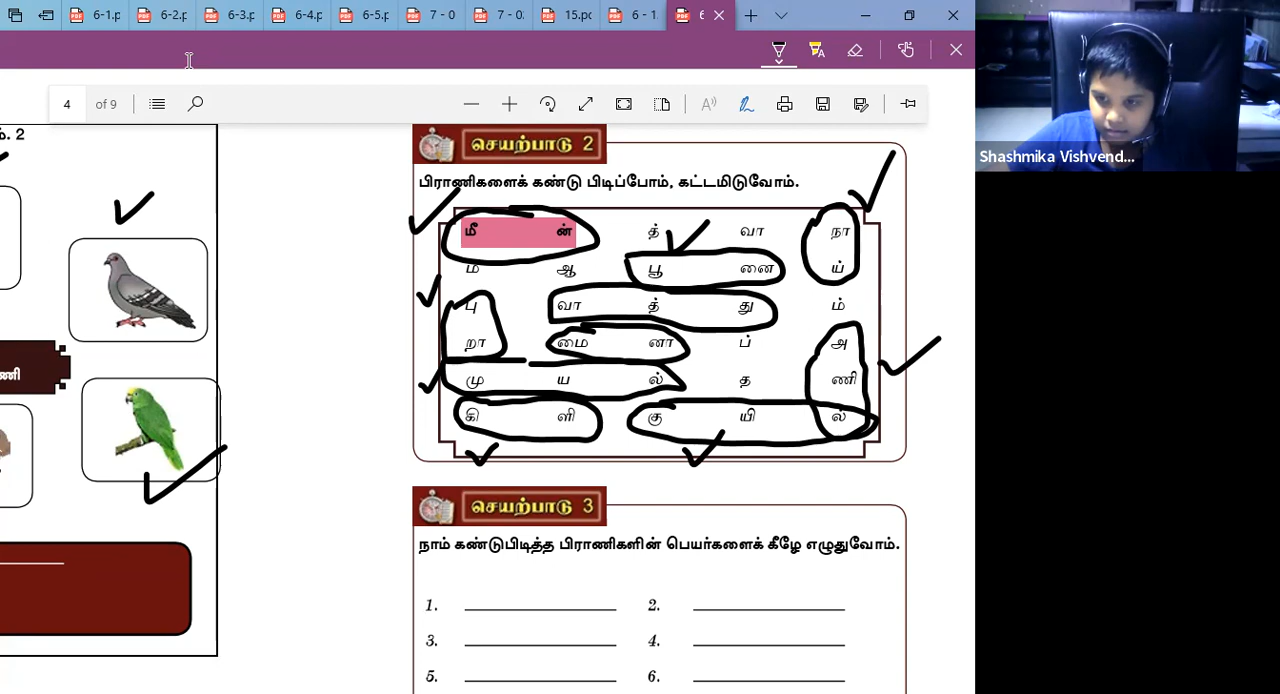 6-1.p 6-2.p 6-3.p 6-4.p 6-5.p 7 - 0 7 - 0 15.pc 6 - 1 6
4 of 9
ம். 2
செயற்பாடு 2
பிராணிகளைக் கண்டு பிடிப்போம், கட்டமிடுவோம்.
மீ ன் த் வா நா
ம ஆ பூ னை ய்
பு வா த் து ம்
றா மை னா ப் அ
மு ய ல் த ணி
கி ளி கு யி ல்
ணி
செயற்பாடு 3
நாம் கண்டுபிடித்த பிராணிகளின் பெயர்களைக் கீழே எழுதுவோம்.
1. 2.
3. 4.
5. 6.
Shashmika Vishvend...